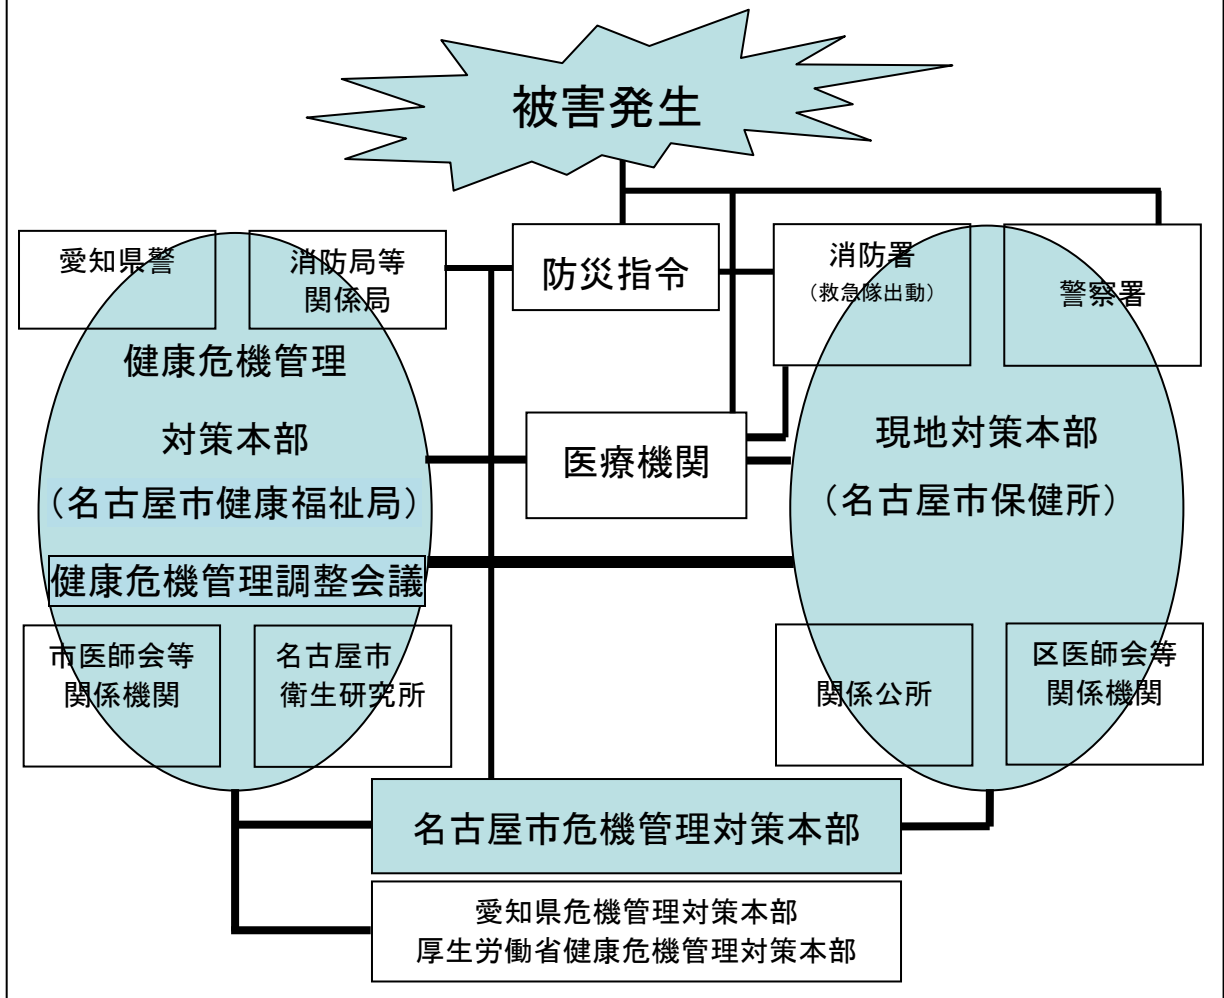 被害発生
愛知県警
消防局等
関係局
防災指令
消防署
（救急隊出動）
警察署
健康危機管理
対策本部
（名古屋市健康福祉局）
健康危機管理調整会議
医療機関
現地対策本部
（名古屋市保健所）
市医師会等
関係機関
名古屋市
衛生研究所
関係公所
区医師会等
関係機関
名古屋市危機管理対策本部
愛知県危機管理対策本部
厚生労働省健康危機管理対策本部